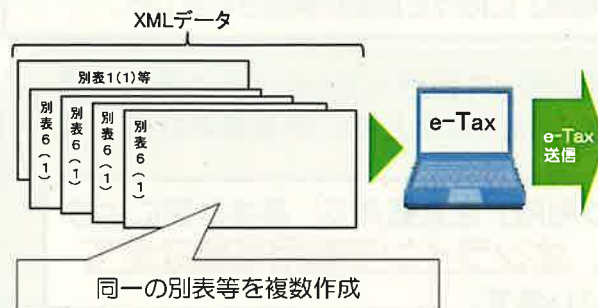 XMLデータ
別表1(1)等
別表6(1)
別表6(1)
別表6(1)
別表6(1)
e-Tax
e-Tax
送信
同一の別表等を複数作成